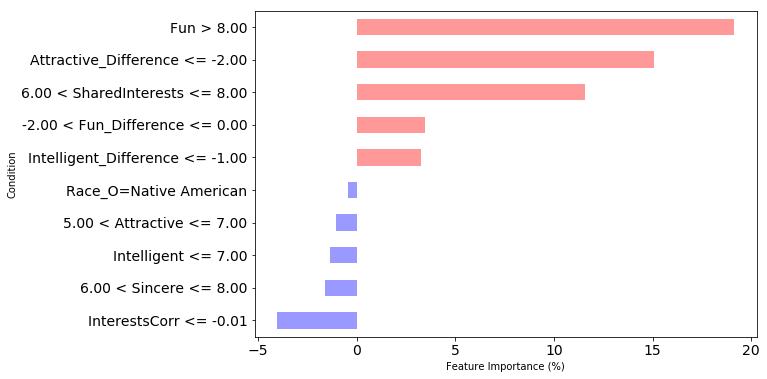 Fun > 8.00
Attractive_Difference <= -2.00
6.00 < SharedInterests <= 8.00
-2.00 < Fun_Difference <= 0.00
Intelligent_Difference <= -1.00
Race_O=Native American
5.00 < Attractive <= 7.00
Intelligent <= 7.00
6.00 < Sincere <= 8.00
InterestsCorr <= -0.01
Condition
−5 0 5 10 15 20
Feature Importance (%)